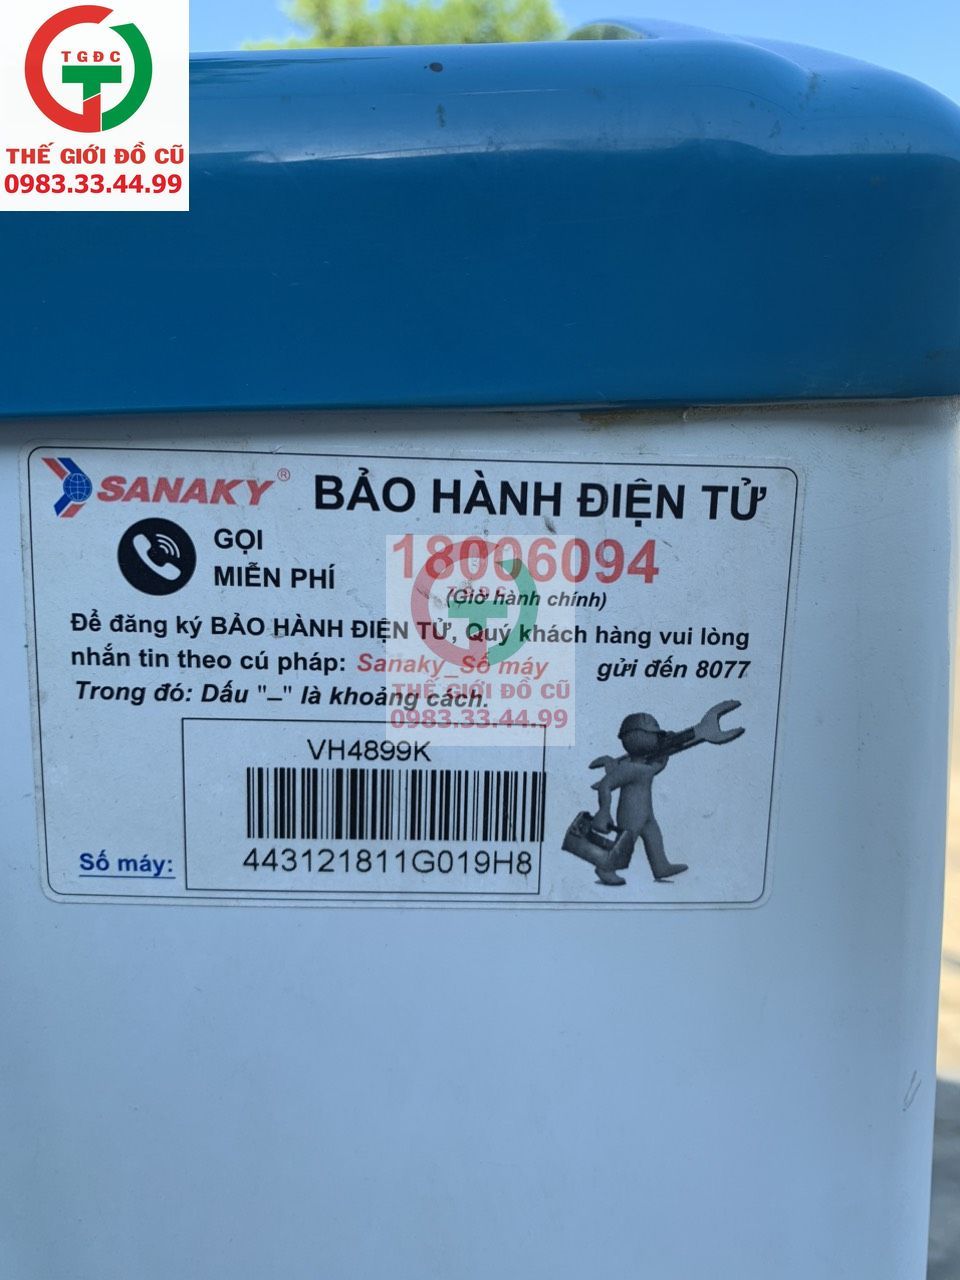 TGĐC
THẾ GIỚI ĐỒ CŨ
0983.33.44.99
SANAKY® BẢO HÀNH ĐIỆN TỬ
GỌI
MIỄN PHÍ
18006094
(Giờ hành chính)
Để đăng ký BẢO HÀNH ĐIỆN TỬ, Quý khách hàng vui lòng
nhắn tin theo cú pháp: Sanaky_Số máy gửi đến 8077
Trong đó: Dấu "_" là khoảng cách.
TGĐC
THẾ GIỚI ĐỒ CŨ
0983.33.44.99
VH4899K
Số máy: 443121811G019H8